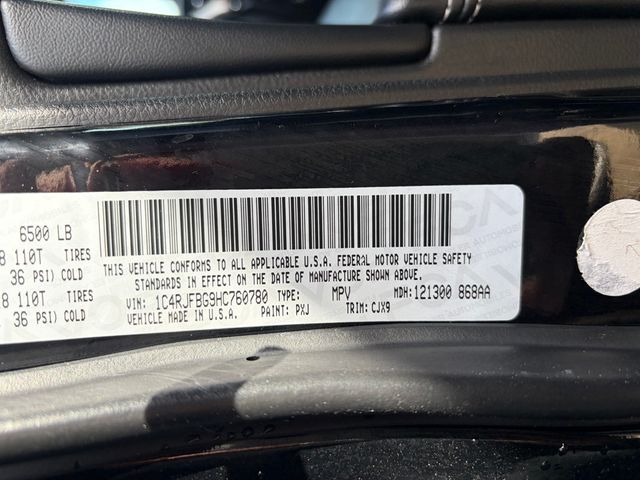 6500 LB
8 110T TIRES
36 PSI) COLD
8 110T TIRES
36 PSI) COLD
THIS VEHICLE CONFORMS TO ALL APPLICABLE U.S.A. FEDERAL MOTOR VEHICLE SAFETY
STANDARDS IN EFFECT ON THE DATE OF MANUFACTURE SHOWN ABOVE.
VIN: 1C4RJFBG9HC760780 TYPE: MPV MDH: 121300 868AA
VEHICLE MADE IN U.S.A. PAINT: PXJ TRIM: CJX9